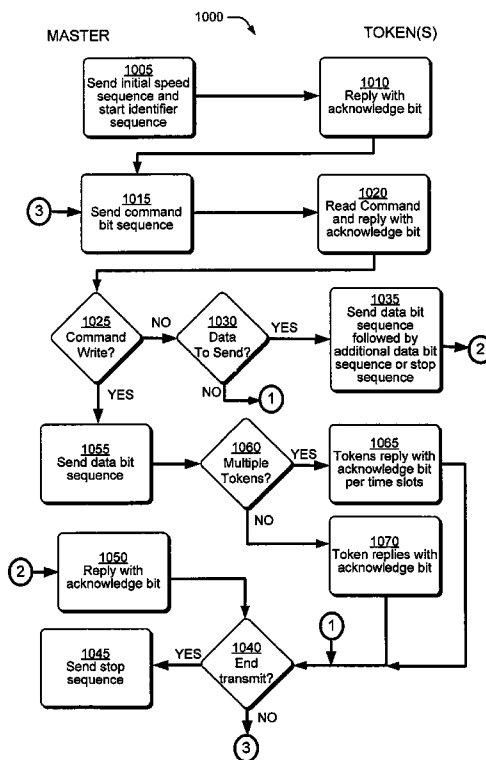 1000
MASTER
TOKEN(S)
1005
Send initial speed
sequence and
start identifier
sequence
1010
Reply with
acknowledge bit
3
1015
Send command
bit sequence
1020
Read Command
and reply with
acknowledge bit
1025
Command
Write?
NO
1030
Data
To Send?
YES
1035
Send data bit
sequence
followed by
additional data bit
sequence or stop
sequence
2
NO
1
YES
1055
Send data bit
sequence
1060
Multiple
Tokens?
YES
1065
Tokens reply with
acknowledge bit
per time slots
NO
1070
Token replies with
acknowledge bit
2
1050
Reply with
acknowledge bit
1
1045
Send stop
sequence
YES
1040
End
transmit?
NO
3